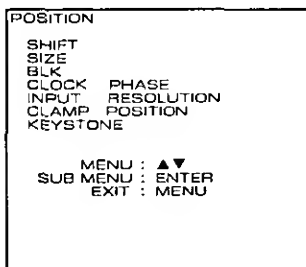 POSITION
SHIFT
SIZE
BLK
CLOCK PHASE
INPUT RESOLUTION
CLAMP POSITION
KEYSTONE
MENU : ▲▼
SUB MENU : ENTER
EXIT : MENU